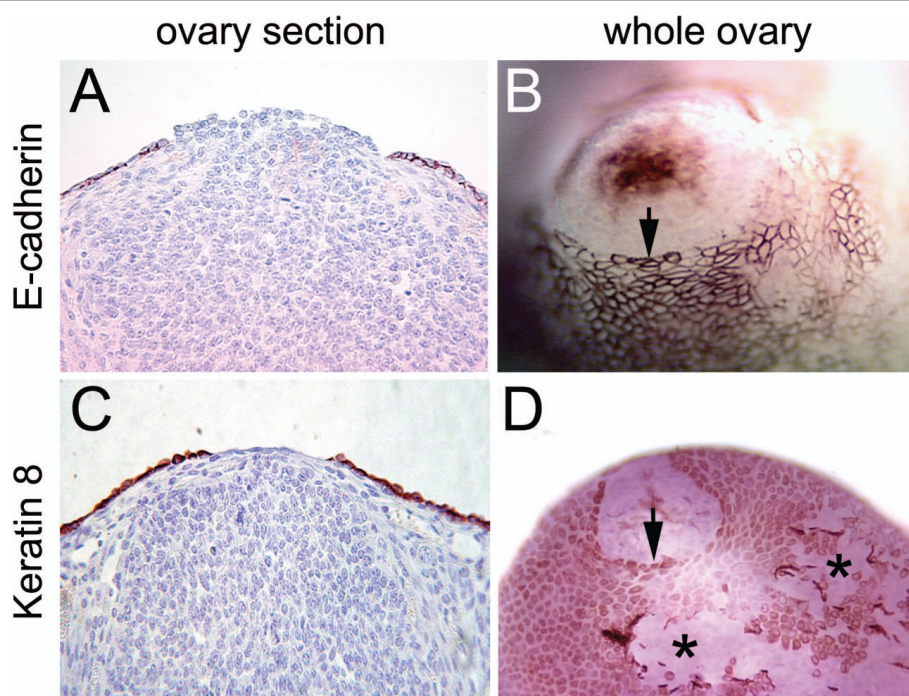 ovary section
whole ovary
E-cadherin
A
B
Keratin 8
C
D
*
*